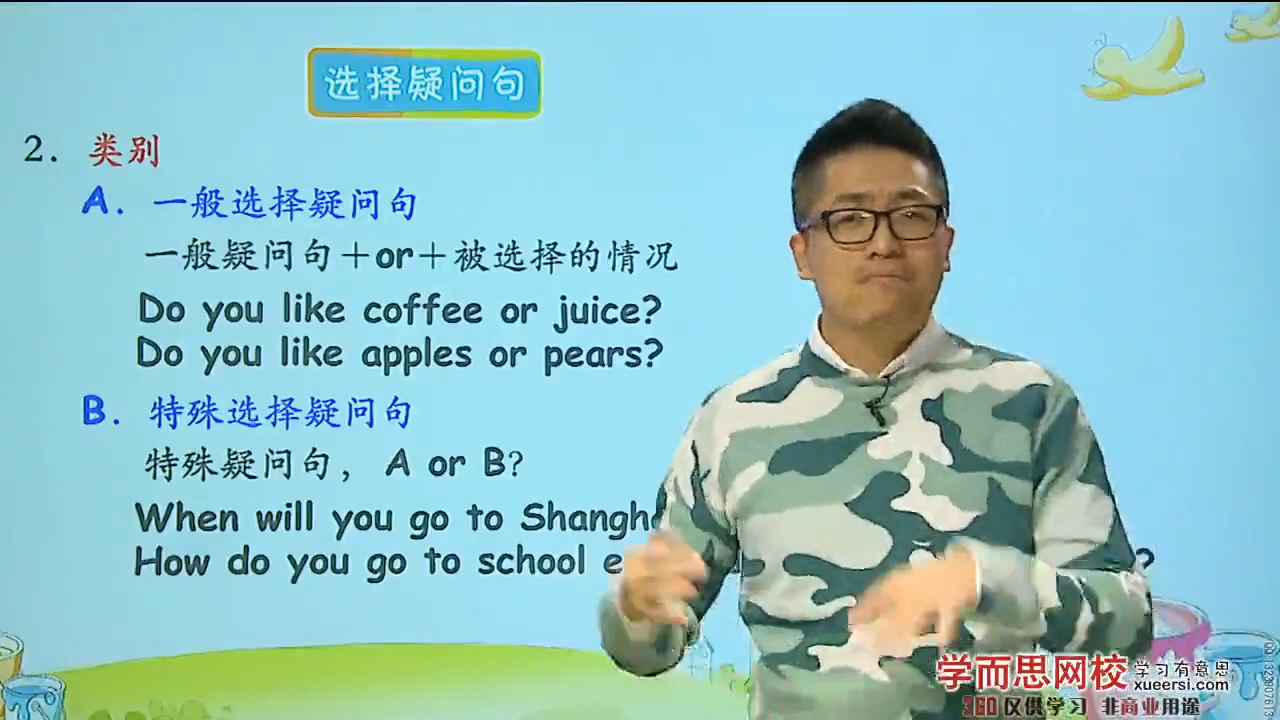 选择疑问句
2. 类别
A. 一般选择疑问句
一般疑问句+or+被选择的情况
Do you like coffee or juice?
Do you like apples or pears?
B. 特殊选择疑问句
特殊疑问句, A or B?
When will you go to
How do you go to school ?
学而思网校 学习有意思
xueersi.com
360 仅供学习 非商业用途